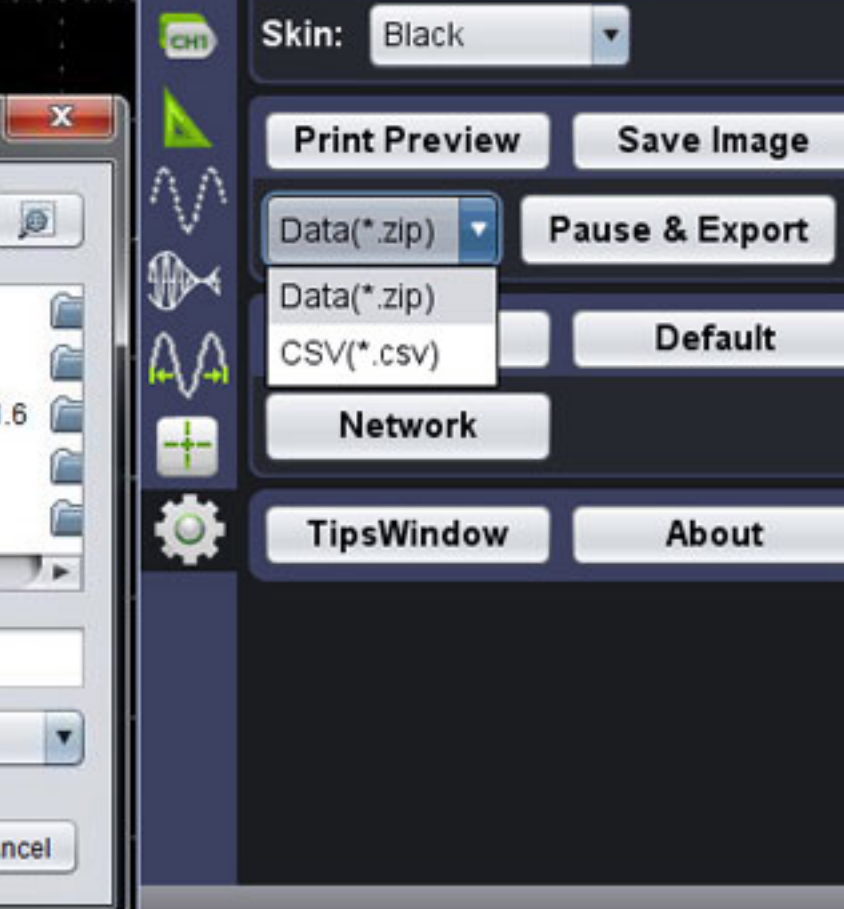 CH1
Skin:
Black
X
Print Preview
Save Image
Data(*.zip)
Pause & Export
Data(*.zip)
CSV(*.csv)
Default
.6
Network
TipsWindow
About
ncel